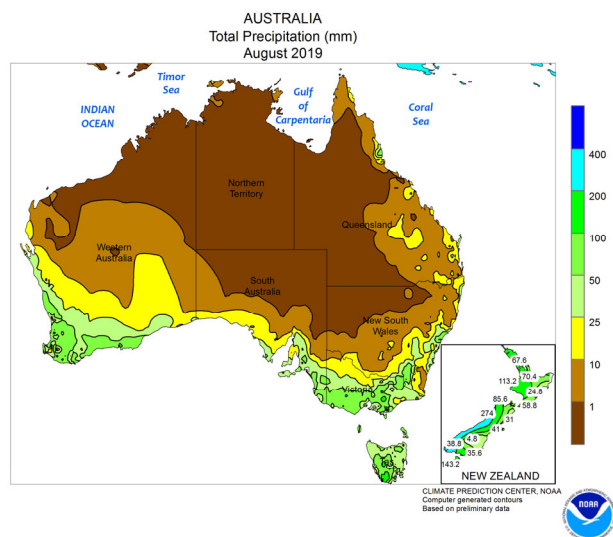 AUSTRALIA
Total Precipitation (mm)
August 2019
Timor
Sea
INDIAN
OCEAN
Gulf
of
Carpentaria
Coral
Sea
Northern
Territory
Queensland
Western
Australia
South
Australia
New South
Wales
Victoria
400
200
100
50
25
10
1
67.6
70.4
113.2
24.8
85.6
58.8
274
31
41
4.8
38.8
35.6
143.2
NEW ZEALAND
CLIMATE PREDICTION CENTER, NOAA
Computer generated contours
Based on preliminary data
NOAA